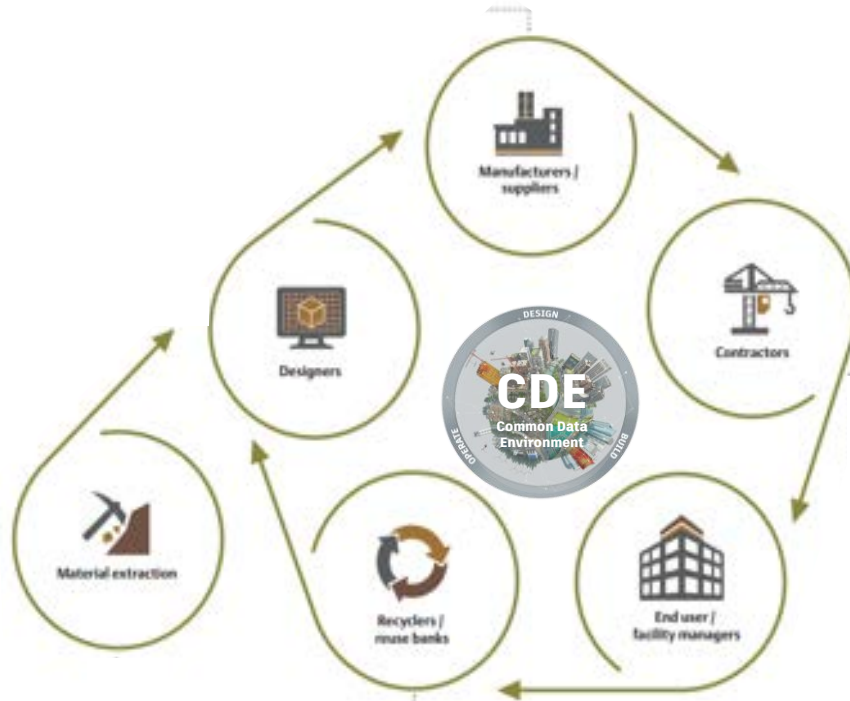 Manufacturers /
suppliers
Designers
Contractors
DESIGN
CDE
Common Data
Environment
OPERATE
BUILD
Material extraction
Recyclers /
reuse banks
End user /
facility managers